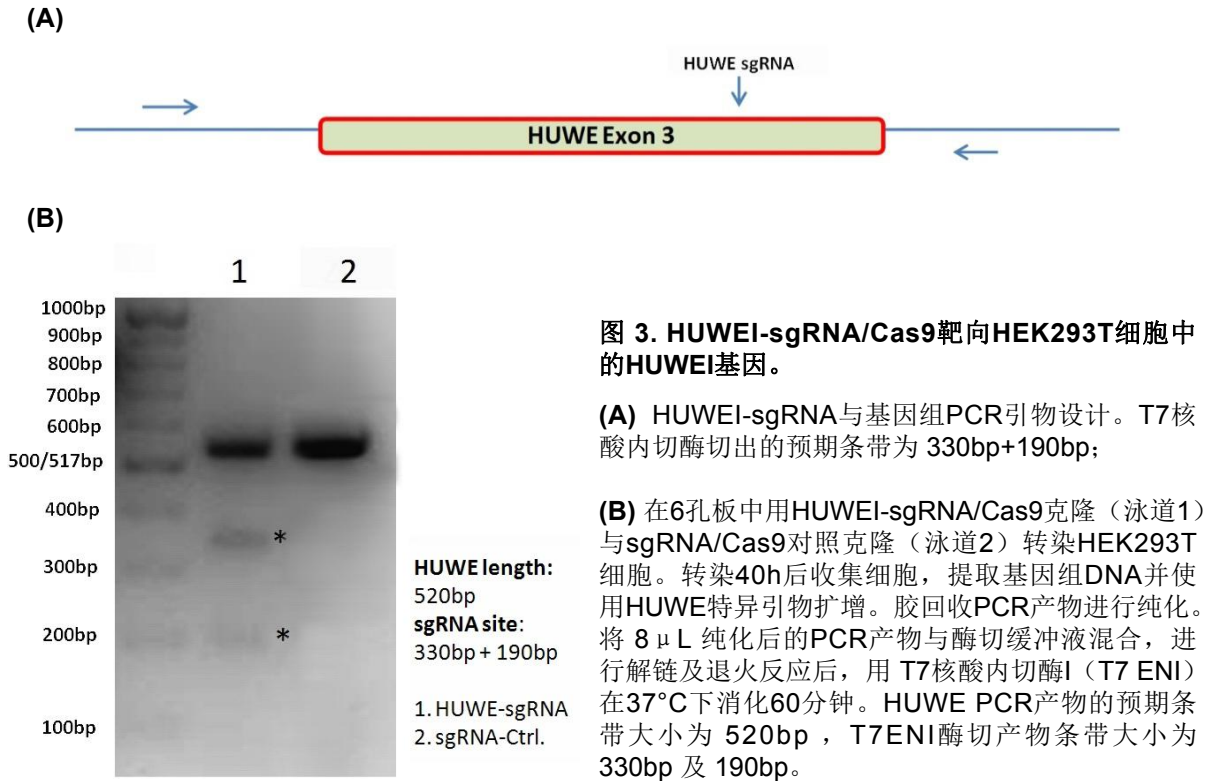 (A)
HUWE sgRNA
HUWE Exon 3
(B)
1 2
1000bp
900bp
800bp
700bp
600bp
500/517bp
400bp
300bp
200bp
100bp
*
*
HUWE length:
520bp
sgRNA site:
330bp + 190bp
1. HUWE-sgRNA
2. sgRNA-Ctrl.
图 3. HUWEI-sgRNA/Cas9靶向HEK293T细胞中
的HUWEI基因。
(A) HUWEI-sgRNA与基因组PCR引物设计。T7核
酸内切酶切出的预期条带为 330bp+190bp；
(B) 在6孔板中用HUWEI-sgRNA/Cas9克隆（泳道1）
与sgRNA/Cas9对照克隆（泳道2）转染HEK293T
细胞。转染40h后收集细胞，提取基因组DNA并使
用HUWE特异引物扩增。胶回收PCR产物进行纯化。
将 8 μL 纯化后的PCR产物与酶切缓冲液混合，进
行解链及退火反应后，用 T7核酸内切酶I（T7 ENI）
在37°C下消化60分钟。HUWE PCR产物的预期条
带大小为 520bp ，T7ENI酶切产物条带大小为
330bp 及 190bp。